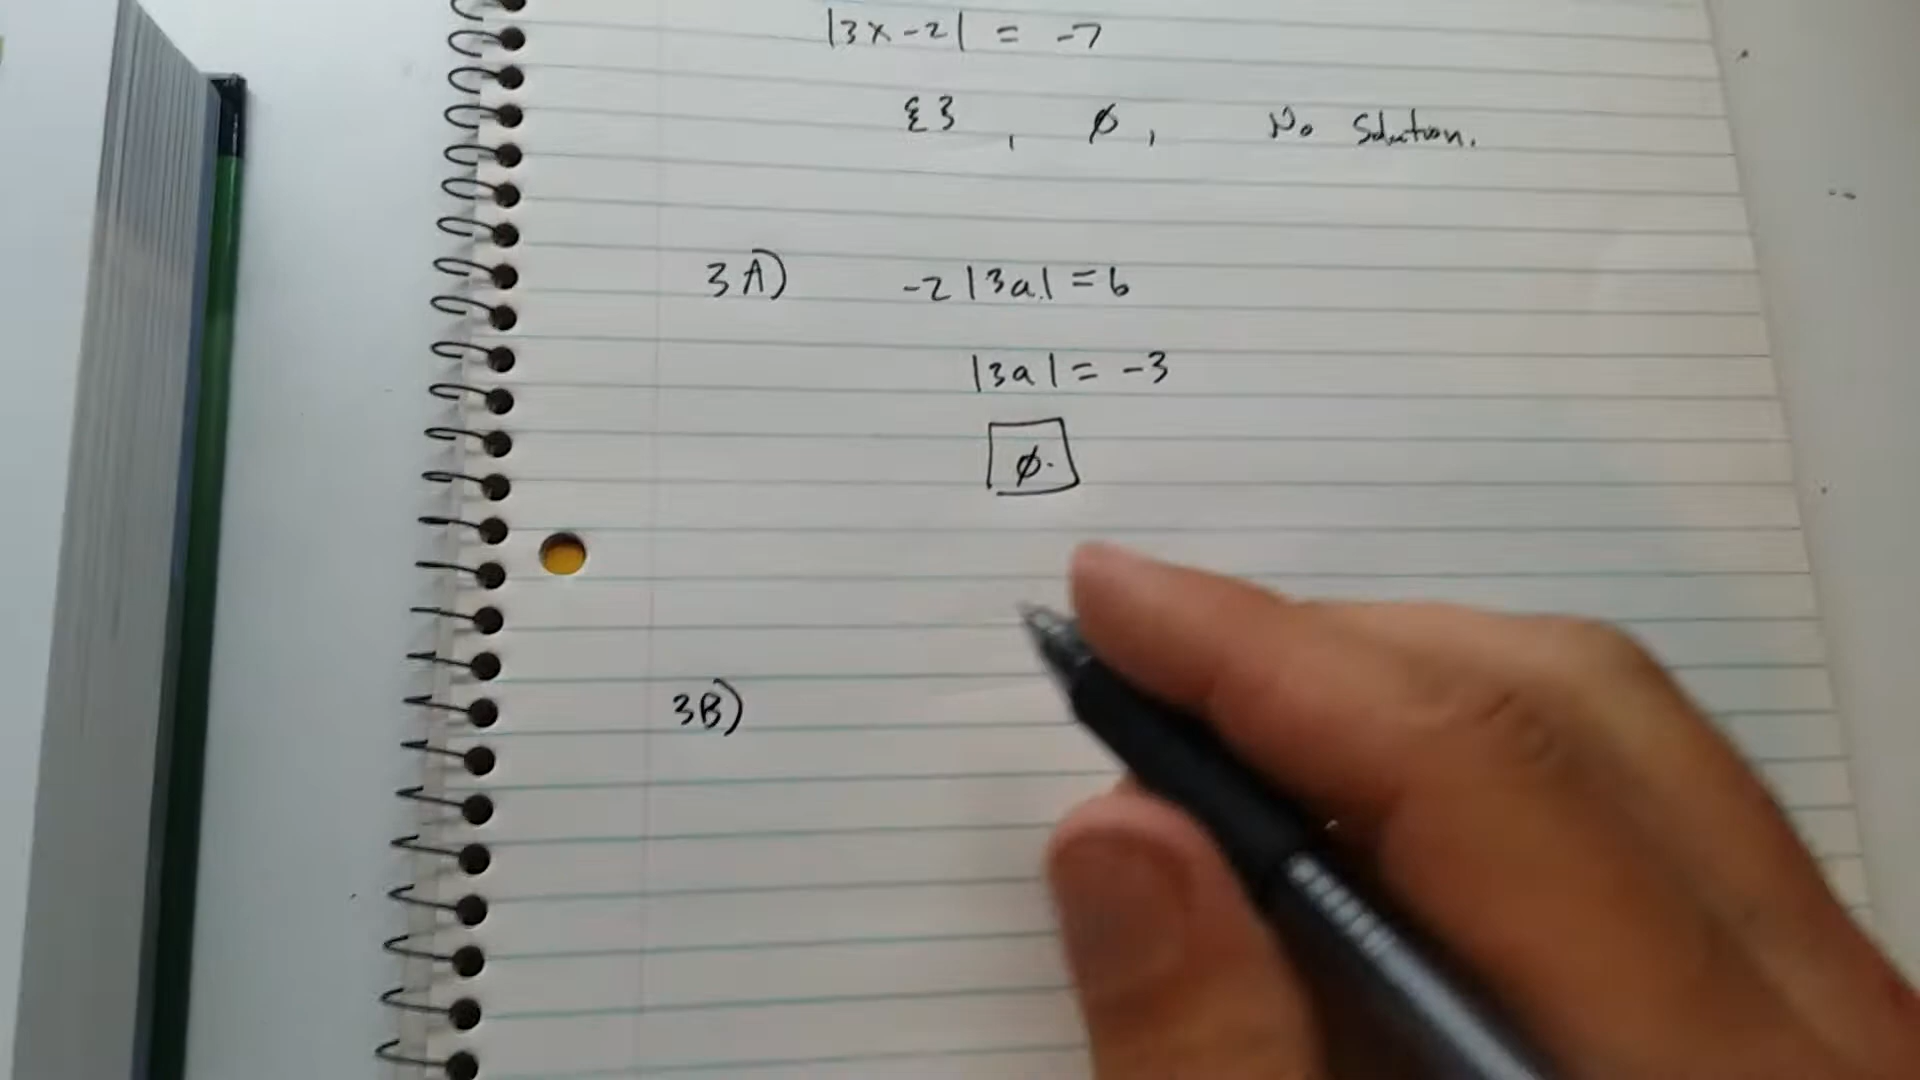 |3x-2| = -7
{ } , ∅, No Solution.
3A) -2|3a| = 6
|3a| = -3
∅.
3B)